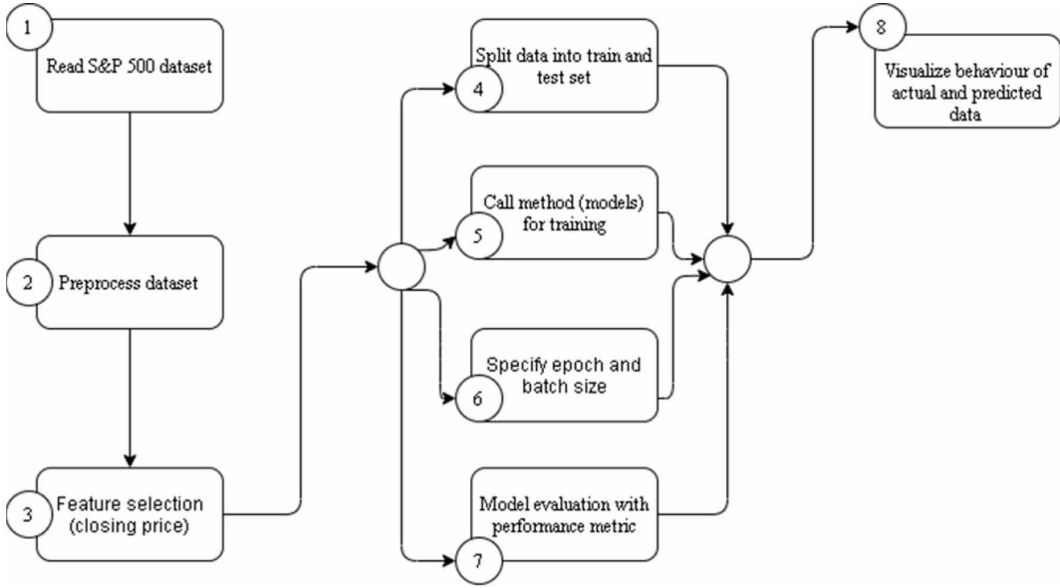 1
Read S&P 500 dataset
2
Preprocess dataset
3
Feature selection
(closing price)
4
Split data into train and
test set
5
Call method (models)
for training
6
Specify epoch and
batch size
7
Model evaluation with
performance metric
8
Visualize behaviour of
actual and predicted
data